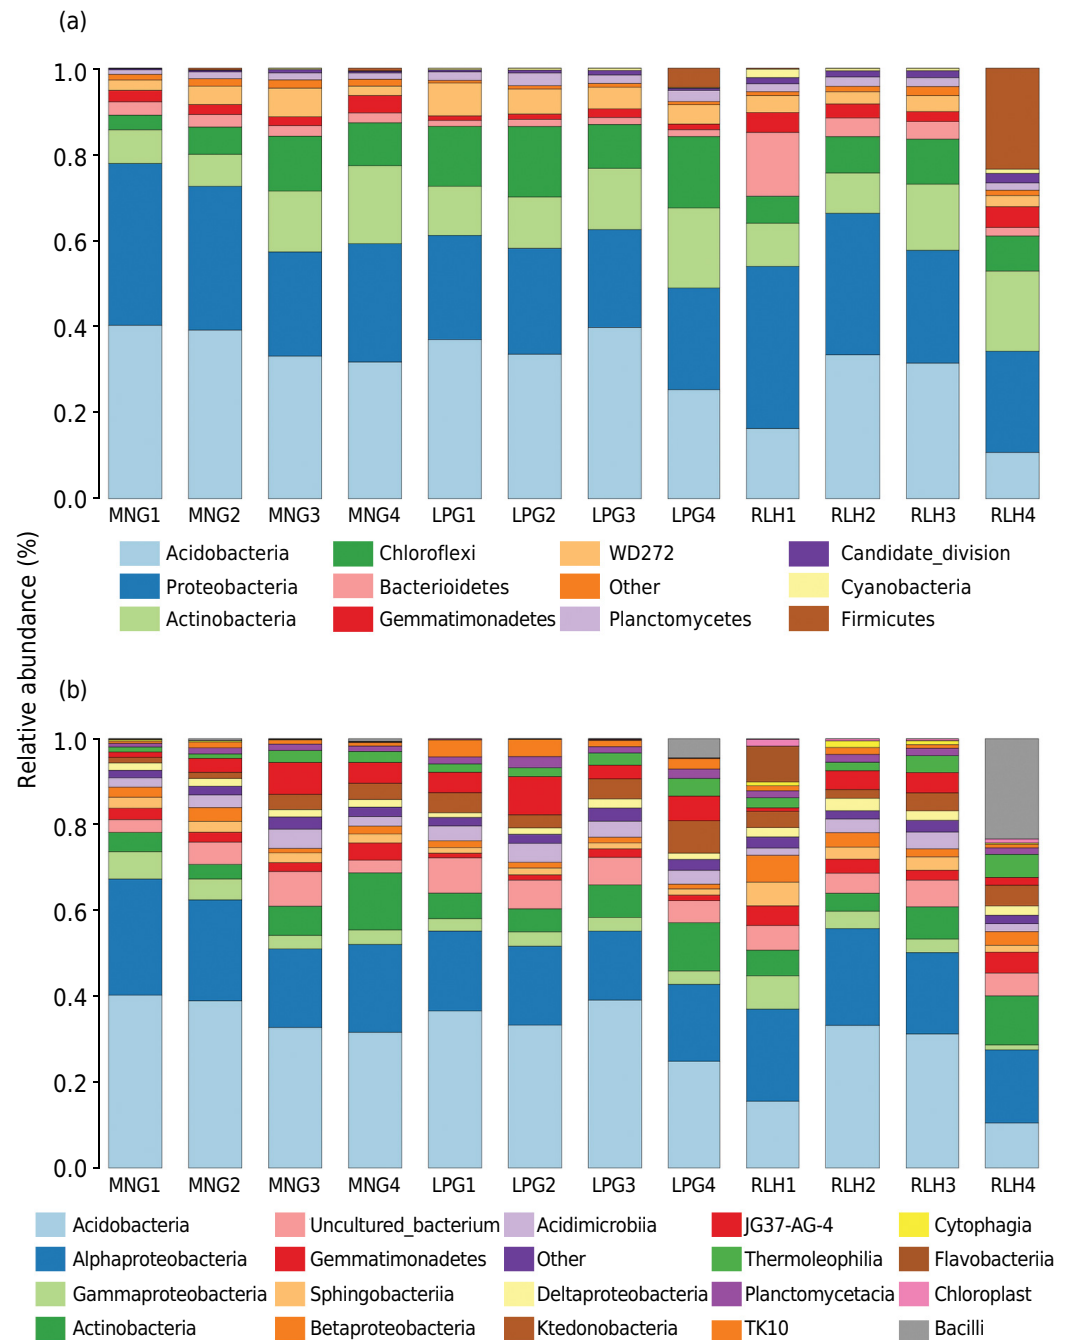 (a)
1.0
0.8
0.6
0.4
0.2
0.0
MNG1 MNG2 MNG3 MNG4 LPG1 LPG2 LPG3 LPG4 RLH1 RLH2 RLH3 RLH4
Acidobacteria Chloroflexi WD272 Candidate_division
Proteobacteria Bacterioidetes Other Cyanobacteria
Actinobacteria Gemmatimonadetes Planctomycetes Firmicutes
Relative abundance (%)
(b)
1.0
0.8
0.6
0.4
0.2
0.0
MNG1 MNG2 MNG3 MNG4 LPG1 LPG2 LPG3 LPG4 RLH1 RLH2 RLH3 RLH4
Acidobacteria Uncultured_bacterium Acidimicrobiia JG37-AG-4 Cytophagia
Alphaproteobacteria Gemmatimonadetes Other Thermoleophilia Flavobacteriia
Gammaproteobacteria Sphingobacteriia Deltaproteobacteria Planctomycetacia Chloroplast
Actinobacteria Betaproteobacteria Ktedonobacteria TK10 Bacilli